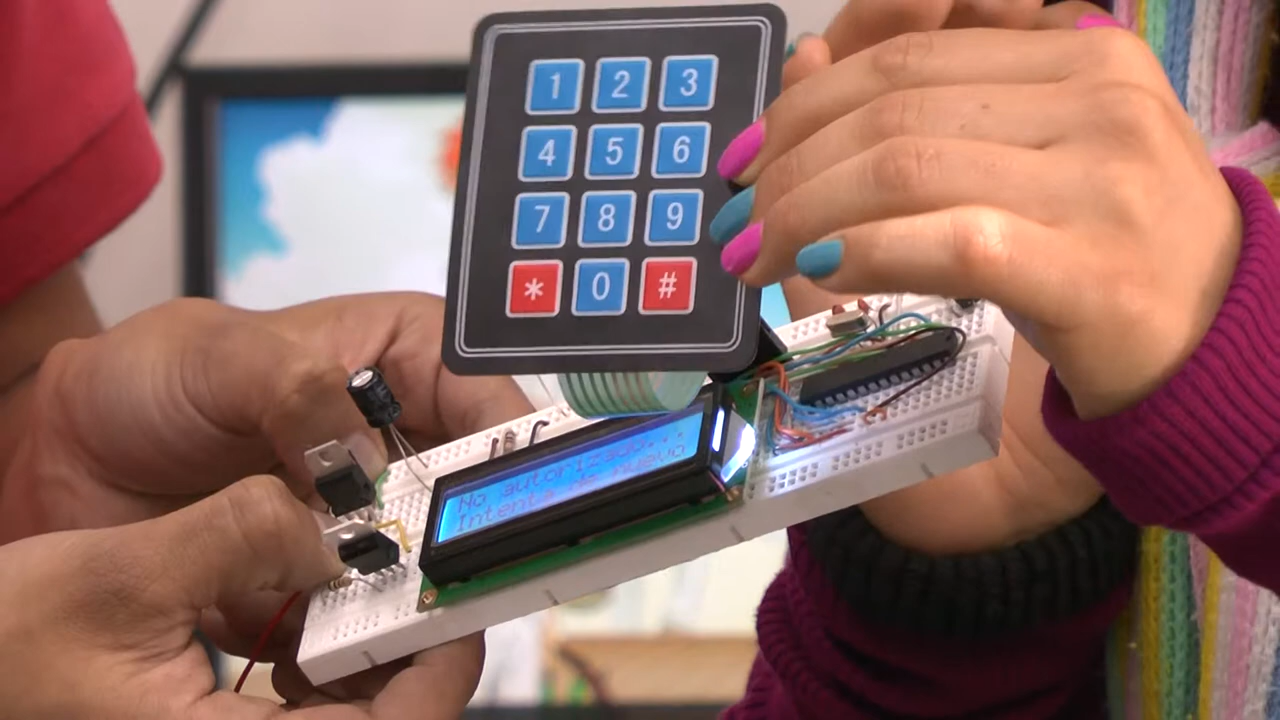 1 2 3
4 5 6
7 8 9
* 0 #
No autorizado...
Intenta de nuevo